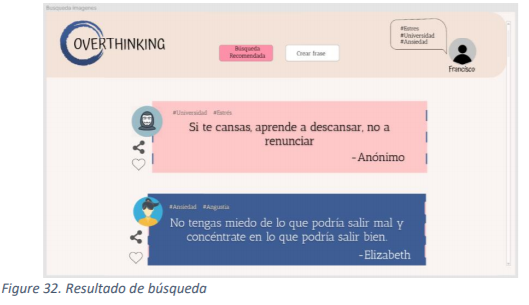 Búsqueda-imagenes
OVERTHINKING
Búsqueda
Recomendada
Crear frase
#Estres
#Universidad
#Ansiedad
Francisco
#Universidad #Estrés
Si te cansas, aprende a descansar, no a
renunciar
-Anónimo
#Ansiedad #Angustia
No tengas miedo de lo que podría salir mal y
concéntrate en lo que podría salir bien.
-Elizabeth
Figure 32. Resultado de búsqueda